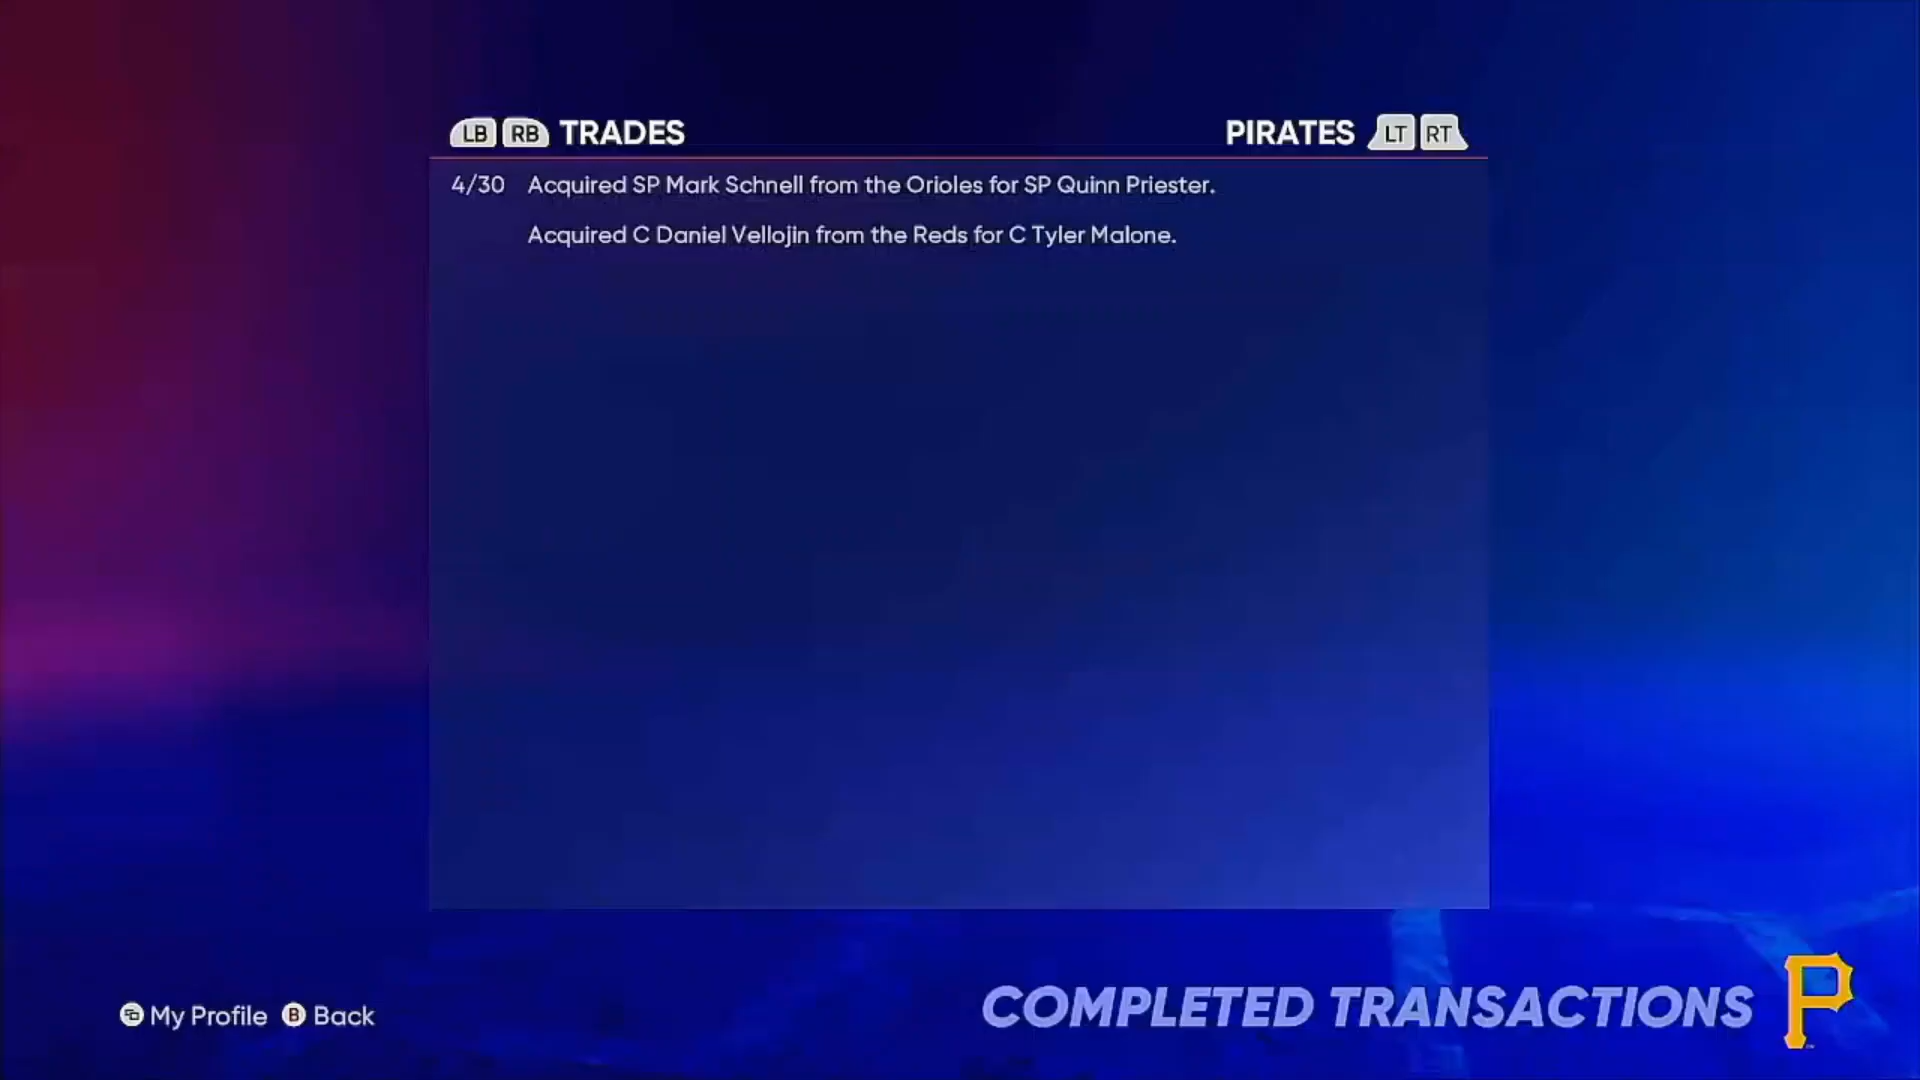 LB RB TRADES PIRATES LT RT
4/30 Acquired SP Mark Schnell from the Orioles for SP Quinn Priester.
Acquired C Daniel Vellojin from the Reds for C Tyler Malone.
My Profile B Back
COMPLETED TRANSACTIONS P